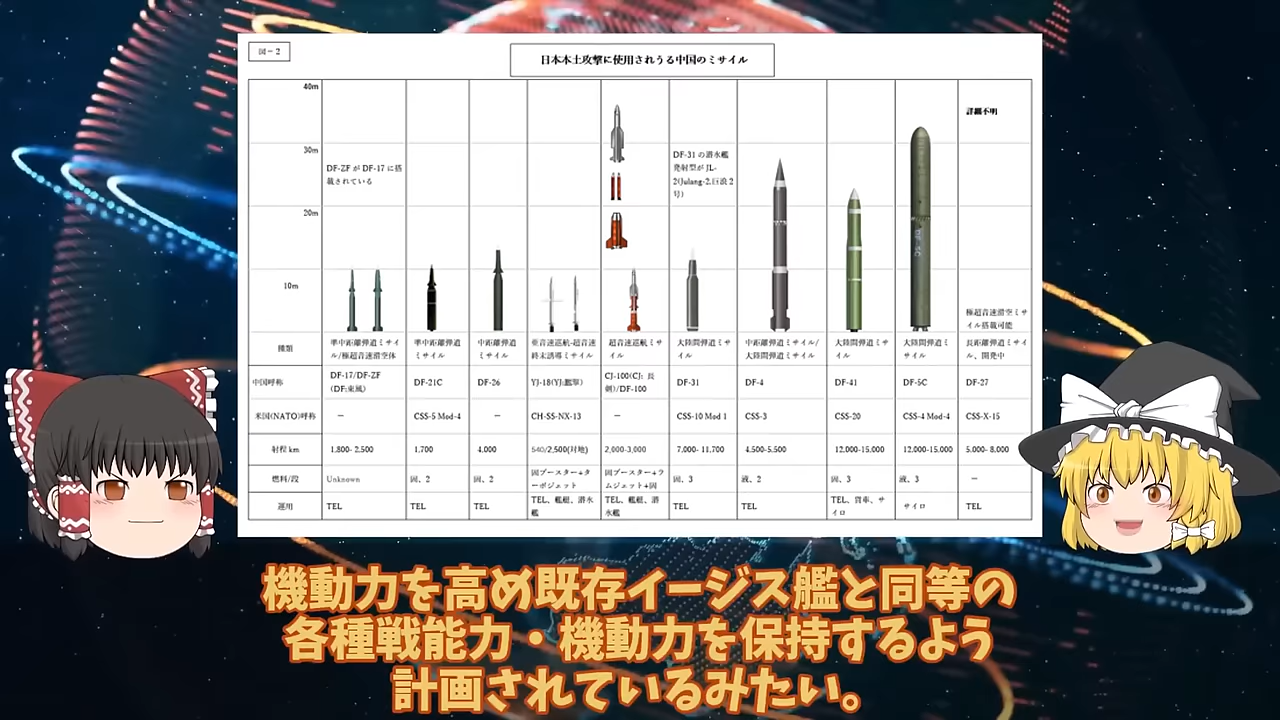 図-2
日本本土攻撃に使用されうる中国のミサイル
40m
30m
20m
10m
DF-ZF が DF-17 に搭
載されている
DF-31 の潜水艦
発射型が JL-
2(Julang-2.巨浪 2
号)
詳細不明
極超音速滑空ミサ
イル搭載可能
種類
準中距離弾道ミサイ
ル/極超音速滑空体
準中距離弾道
ミサイル
中距離弾道
ミサイル
亜音速巡航-超音速
終末誘導ミサイル
超音速巡航ミサ
イル
大陸間弾道ミサ
イル
中距離弾道ミサイル/
大陸間弾道ミサイル
大陸間弾道ミサ
イル
大陸間弾道ミサ
イル
長距離弾道ミサイ
ル、開発中
中国呼称
DF-17/DF-ZF
(DF:東風)
DF-21C
DF-26
YJ-18(YJ:鷹撃)
CJ-100(CJ: 長
剣)/DF-100
DF-31
DF-4
DF-41
DF-5C
DF-27
米国(NATO)呼称
-
CSS-5 Mod-4
-
CH-SS-NX-13
-
CSS-10 Mod 1
CSS-3
CSS-20
CSS-4 Mod-4
CSS-X-15
射程 km
1,800- 2,500
1,700
4,000
540/2,500(対地)
2,000-3,000
7,000- 11,700
4,500-5,500
12,000-15,000
12,000-15,000
5,000- 8,000
燃料/段
Unknown
固、2
固、2
固ブースター+タ
ーボジェット
固ブースター+ラ
ムジェット+固
固、3
液、2
固、3
液、3
-
運用
TEL
TEL
TEL
TEL、艦艇、潜水
艦
TEL、艦艇、潜
水艦
TEL
TEL
TEL、貨車、サ
イロ
サイロ
TEL
DF-5C
機動力を高め既存イージス艦と同等の
各種戦能力・機動力を保持するよう
計画されているみたい。